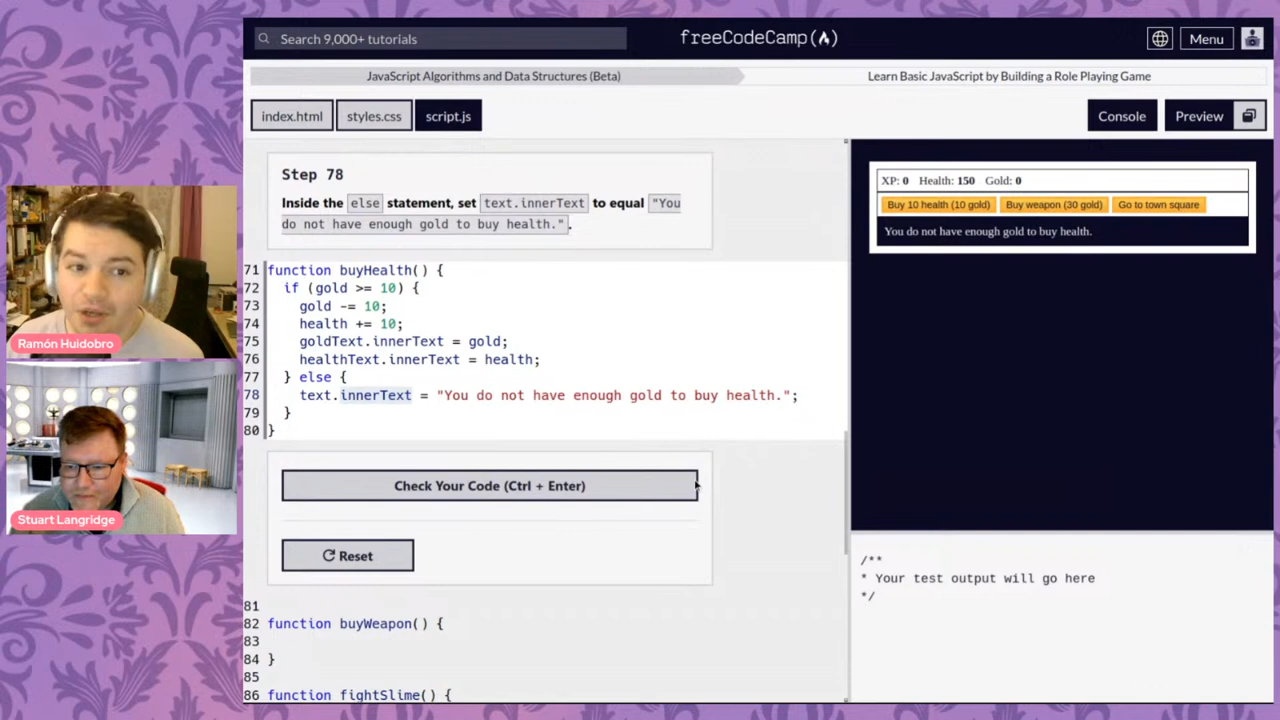 Search 9,000+ tutorials
freeCodeCamp
Menu
JavaScript Algorithms and Data Structures (Beta)
Learn Basic JavaScript by Building a Role Playing Game
index.html
styles.css
script.js
Console
Preview
Step 78
Inside the else statement, set text.innerText to equal "You
do not have enough gold to buy health.".
71 function buyHealth() {
72 if (gold >= 10) {
73 gold -= 10;
74 health += 10;
75 goldText.innerText = gold;
76 healthText.innerText = health;
77 } else {
78 text.innerText = "You do not have enough gold to buy health.";
79 }
80 }
Check Your Code (Ctrl + Enter)
Reset
81
82 function buyWeapon() {
83
84 }
85
86 function fightSlime() {
XP: 0 Health: 150 Gold: 0
Buy 10 health (10 gold)
Buy weapon (30 gold)
Go to town square
You do not have enough gold to buy health.
/**
* Your test output will go here
*/
Ramón Huidobro
Stuart Langridge